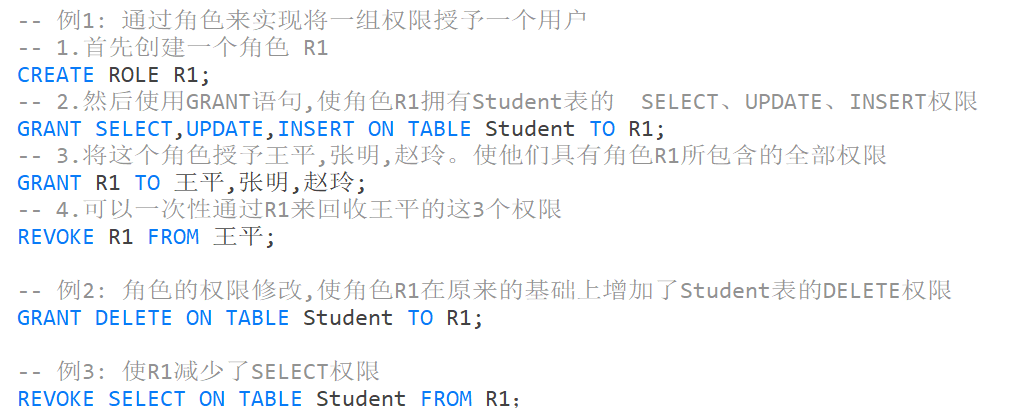 -- 例1: 通过角色来实现将一组权限授予一个用户
-- 1.首先创建一个角色 R1
CREATE ROLE R1;
-- 2.然后使用GRANT语句,使角色R1拥有Student表的  SELECT、UPDATE、INSERT权限
GRANT SELECT,UPDATE,INSERT ON TABLE Student TO R1;
-- 3.将这个角色授予王平,张明,赵玲。使他们具有角色R1所包含的全部权限
GRANT R1 TO 王平,张明,赵玲;
-- 4.可以一次性通过R1来回收王平的这3个权限
REVOKE R1 FROM 王平;
-- 例2: 角色的权限修改,使角色R1在原来的基础上增加了Student表的DELETE权限
GRANT DELETE ON TABLE Student TO R1;
-- 例3: 使R1减少了SELECT权限
REVOKE SELECT ON TABLE Student FROM R1;